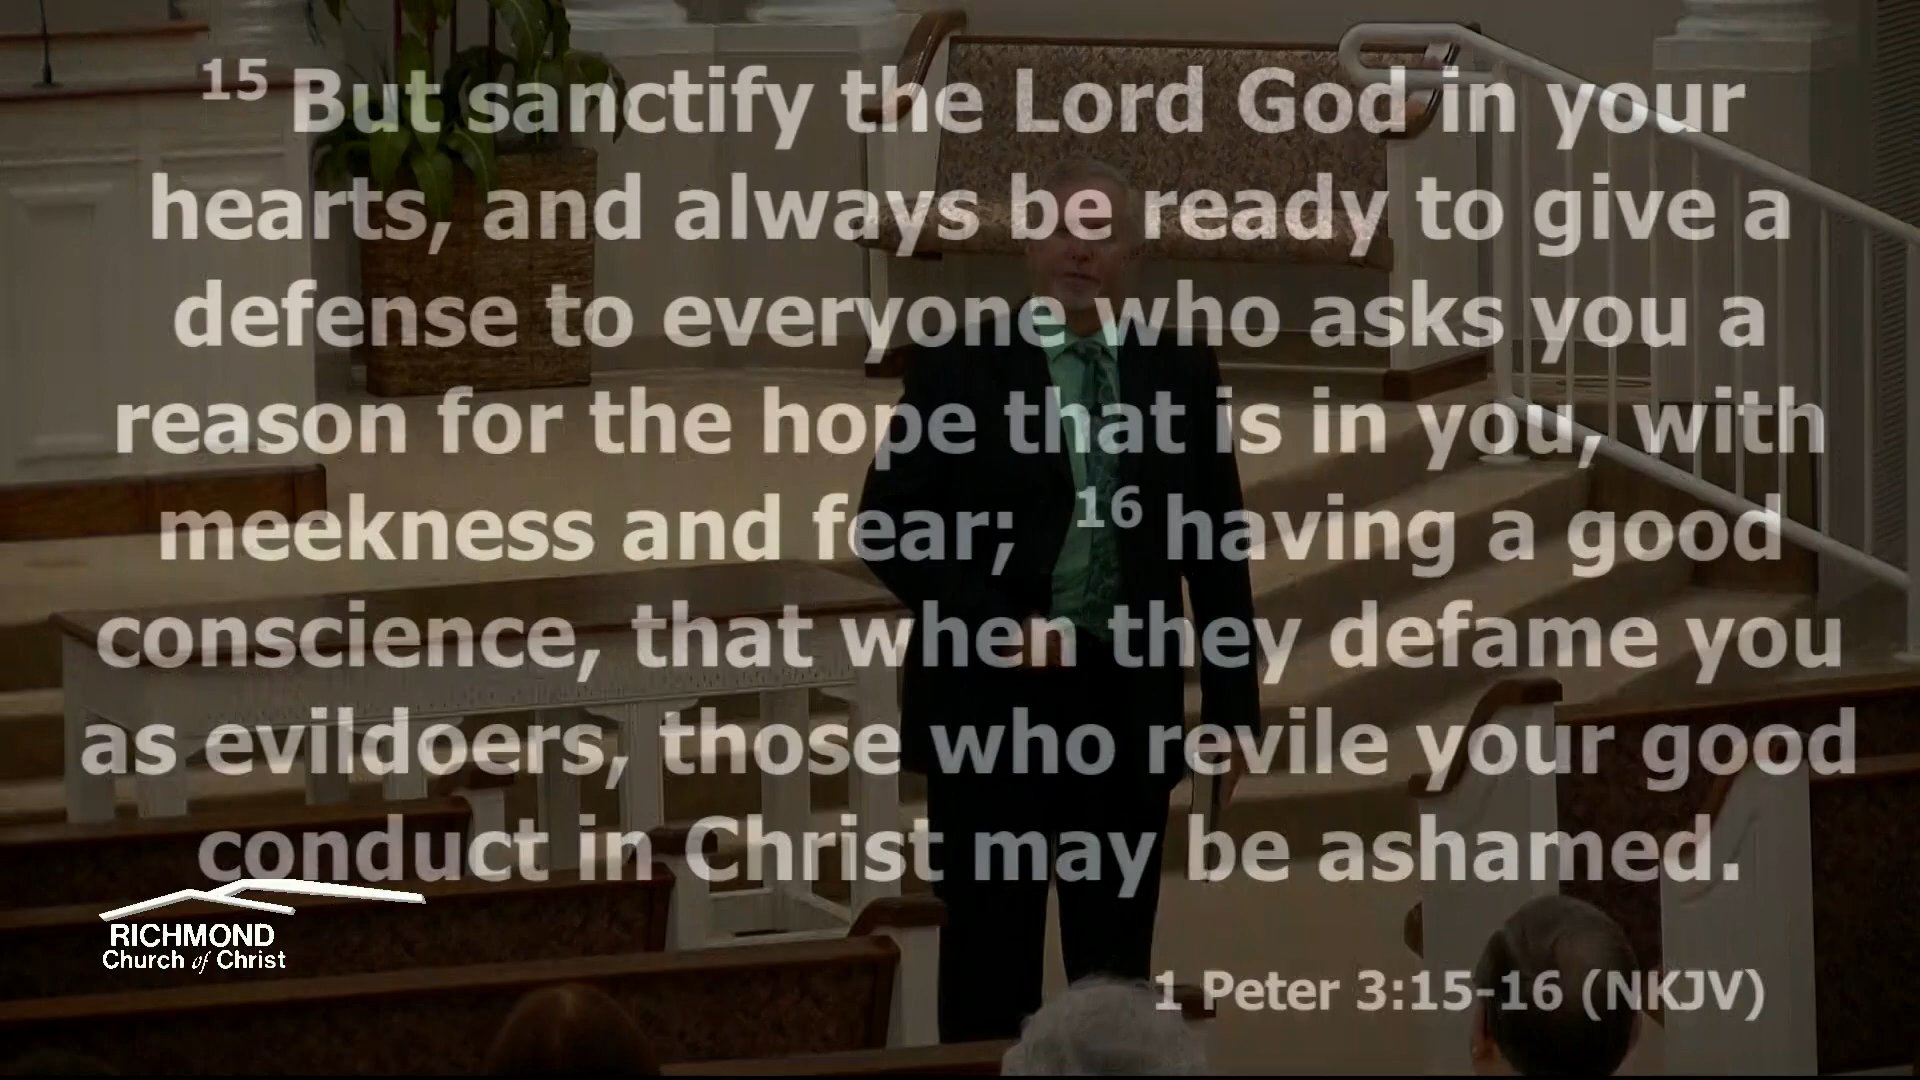 15 But sanctify the Lord God in your
hearts, and always be ready to give a
defense to everyone who asks you a
reason for the hope that is in you, with
meekness and fear; 16 having a good
conscience, that when they defame you
as evildoers, those who revile your good
conduct in Christ may be ashamed.
RICHMOND
Church of Christ
1 Peter 3:15-16 (NKJV)